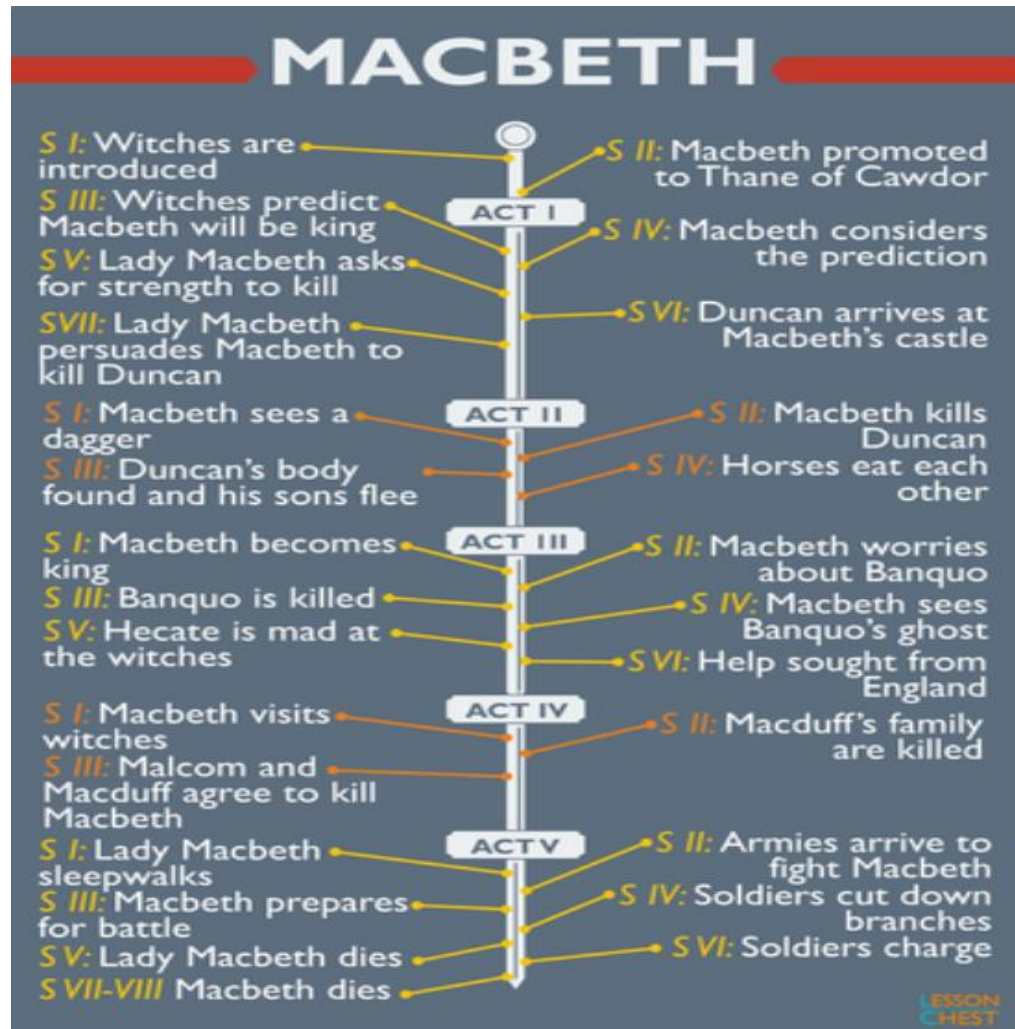 MACBETH
S I: Witches are
introduced
S II: Macbeth promoted
to Thane of Cawdor
ACT I
S III: Witches predict
Macbeth will be king
S IV: Macbeth considers
the prediction
S V: Lady Macbeth asks
for strength to kill
S VI: Duncan arrives at
Macbeth's castle
SVII: Lady Macbeth
persuades Macbeth to
kill Duncan
ACT II
S I: Macbeth sees a
dagger
S II: Macbeth kills
Duncan
S III: Duncan's body
found and his sons flee
S IV: Horses eat each
other
ACT III
S I: Macbeth becomes
king
S II: Macbeth worries
about Banquo
S III: Banquo is killed
S IV: Macbeth sees
Banquo's ghost
S V: Hecate is mad at
the witches
S VI: Help sought from
England
ACT IV
S I: Macbeth visits
witches
S II: Macduff's family
are killed
S III: Malcom and
Macduff agree to kill
Macbeth
ACT V
S I: Lady Macbeth
sleepwalks
S II: Armies arrive to
fight Macbeth
S III: Macbeth prepares
for battle
S IV: Soldiers cut down
branches
S V: Lady Macbeth dies
S VI: Soldiers charge
S VII-VIII Macbeth dies
LESSON
CHEST